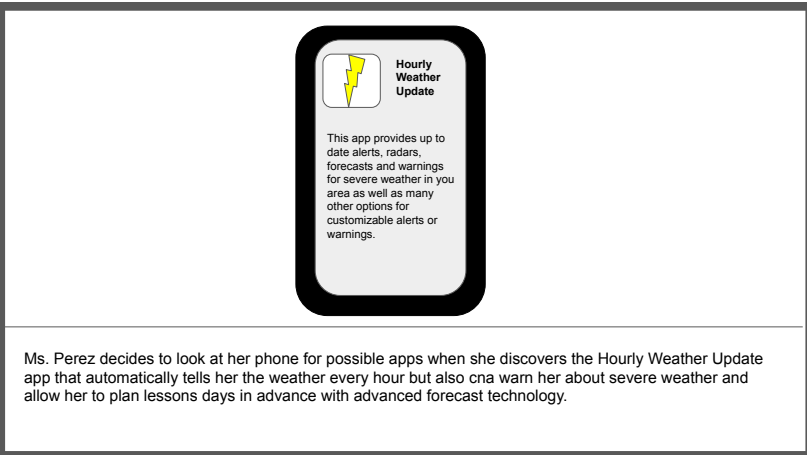 Hourly
Weather
Update
This app provides up to
date alerts, radars,
forecasts and warnings
for severe weather in you
area as well as many
other options for
customizable alerts or
warnings.
Ms. Perez decides to look at her phone for possible apps when she discovers the Hourly Weather Update
app that automatically tells her the weather every hour but also cna warn her about severe weather and
allow her to plan lessons days in advance with advanced forecast technology.